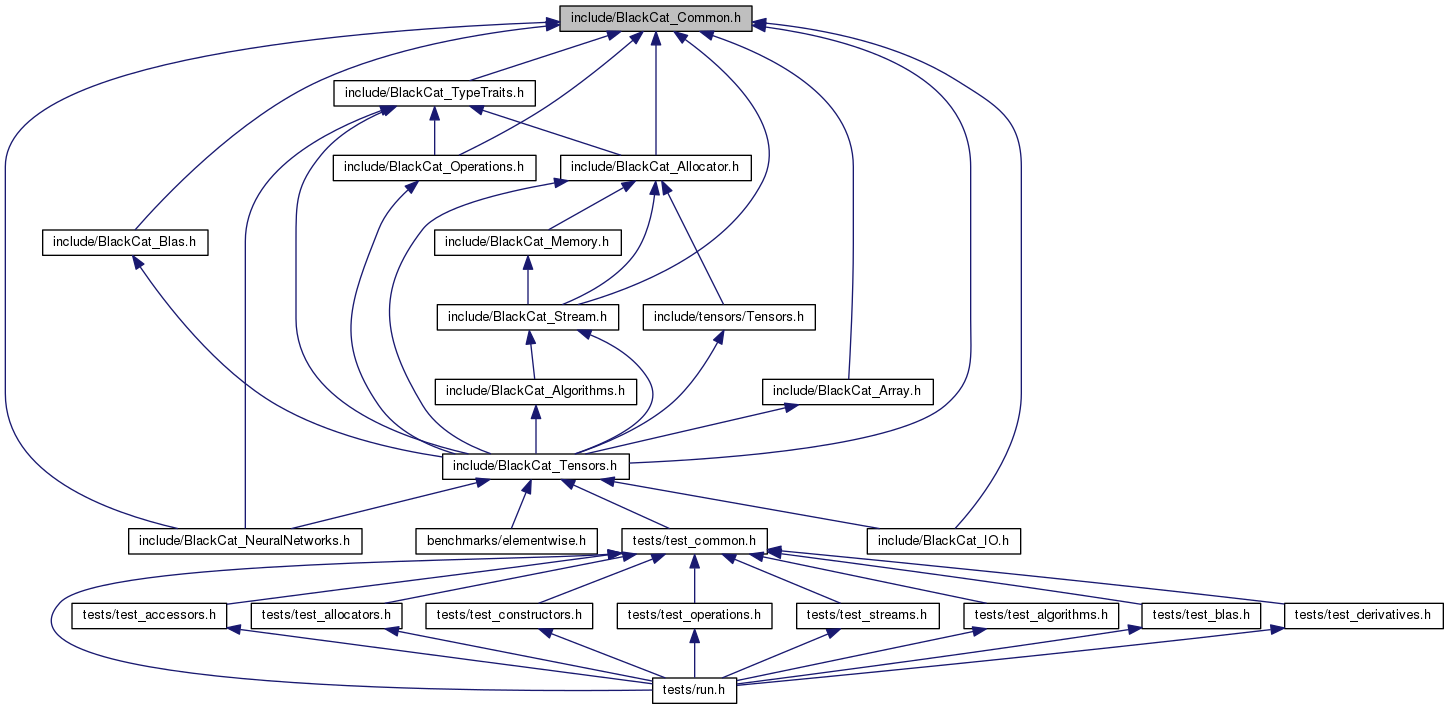 include/BlackCat_Common.h
include/BlackCat_TypeTraits.h
include/BlackCat_Operations.h
include/BlackCat_Allocator.h
include/BlackCat_Blas.h
include/BlackCat_Memory.h
include/BlackCat_Stream.h
include/tensors/Tensors.h
include/BlackCat_Algorithms.h
include/BlackCat_Array.h
include/BlackCat_Tensors.h
include/BlackCat_NeuralNetworks.h
benchmarks/elementwise.h
tests/test_common.h
include/BlackCat_IO.h
tests/test_accessors.h
tests/test_allocators.h
tests/test_constructors.h
tests/test_operations.h
tests/test_streams.h
tests/test_algorithms.h
tests/test_blas.h
tests/test_derivatives.h
tests/run.h